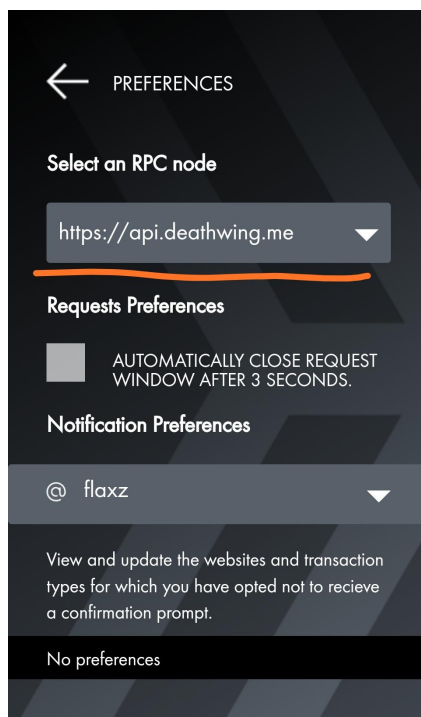 PREFERENCES
Select an RPC node
https://api.deathwing.me
Requests Preferences
AUTOMATICALLY CLOSE REQUEST
WINDOW AFTER 3 SECONDS.
Notification Preferences
@ flaxz
View and update the websites and transaction
types for which you have opted not to recieve
a confirmation prompt.
No preferences